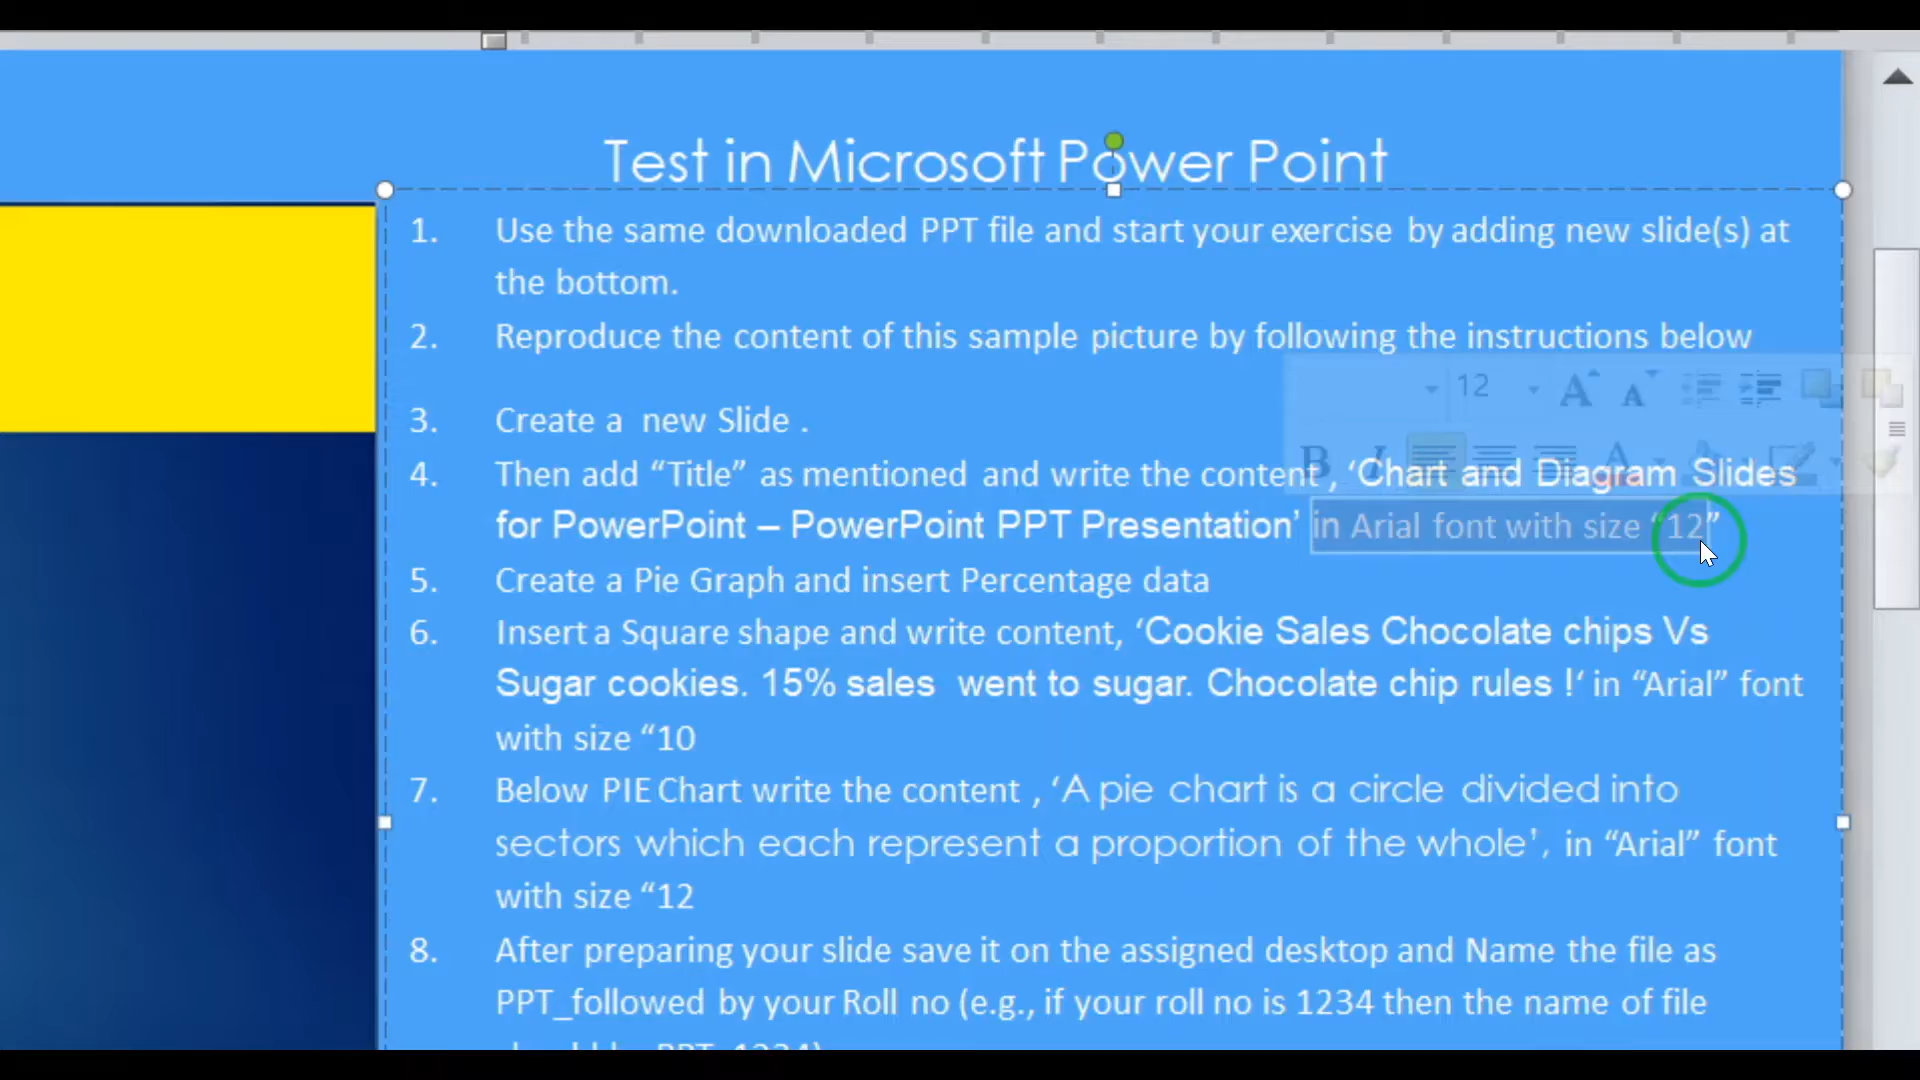 Test in Microsoft Power Point
1. Use the same downloaded PPT file and start your exercise by adding new slide(s) at
the bottom.
2. Reproduce the content of this sample picture by following the instructions below
12
3. Create a new Slide .
4. Then add “Title” as mentioned and write the content , ‘Chart and Diagram Slides
for PowerPoint – PowerPoint PPT Presentation’ in Arial font with size “12”
5. Create a Pie Graph and insert Percentage data
6. Insert a Square shape and write content, ‘Cookie Sales Chocolate chips Vs
Sugar cookies. 15% sales went to sugar. Chocolate chip rules !‘ in “Arial” font
with size “10
7. Below PIE Chart write the content , ‘A pie chart is a circle divided into
sectors which each represent a proportion of the whole', in “Arial” font
with size “12
8. After preparing your slide save it on the assigned desktop and Name the file as
PPT_followed by your Roll no (e.g., if your roll no is 1234 then the name of file